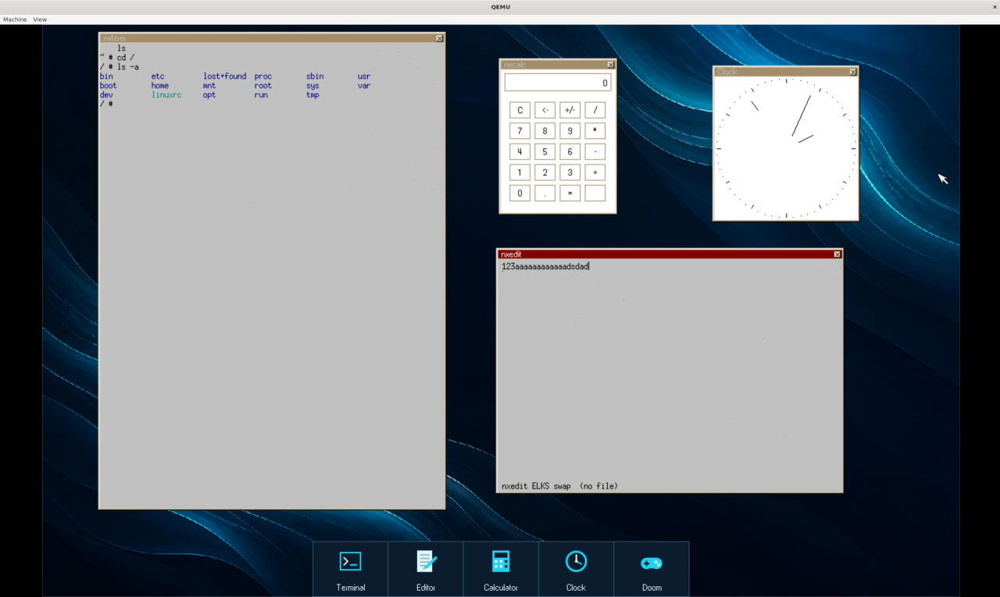 QEMU
×
Machine View
nxterm
ls
~ # cd /
/ # ls -a
bin etc lost+found proc sbin usr
boot home mnt root sys var
dev linuxrc opt run tmp
/ #
nxcalc
0
C <- +/- /
7 8 9 *
4 5 6 -
1 2 3 +
0 . =
Clock
nxedit
123aaaaaaaaaaaadsdad
nxedit ELKS swap (no file)
Terminal Editor Calculator Clock Doom